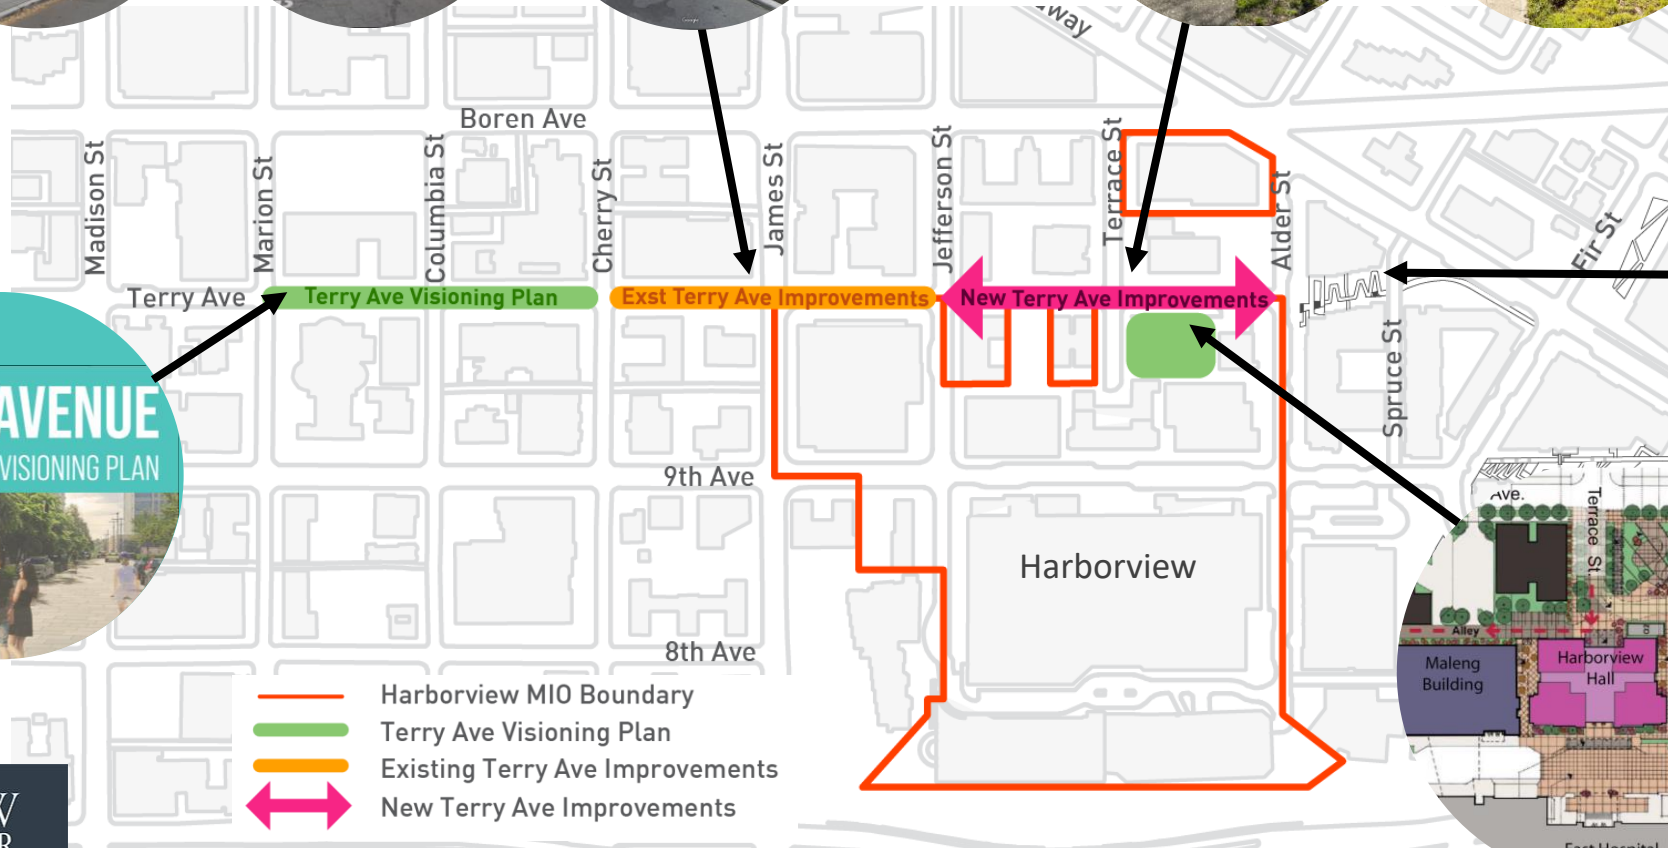 Boren Ave
Madison St
Marion St
Columbia St
Cherry St
James St
Jefferson St
Terrace St
Alder St
Fir St
Spruce St
Terry Ave
Terry Ave Visioning Plan
Exst Terry Ave Improvements
New Terry Ave Improvements
AVENUE
VISIONING PLAN
9th Ave
8th Ave
Harborview
Ave.
Terrace St.
Alley
Maleng
Building
Harborview
Hall
Harborview MIO Boundary
Terry Ave Visioning Plan
Existing Terry Ave Improvements
New Terry Ave Improvements